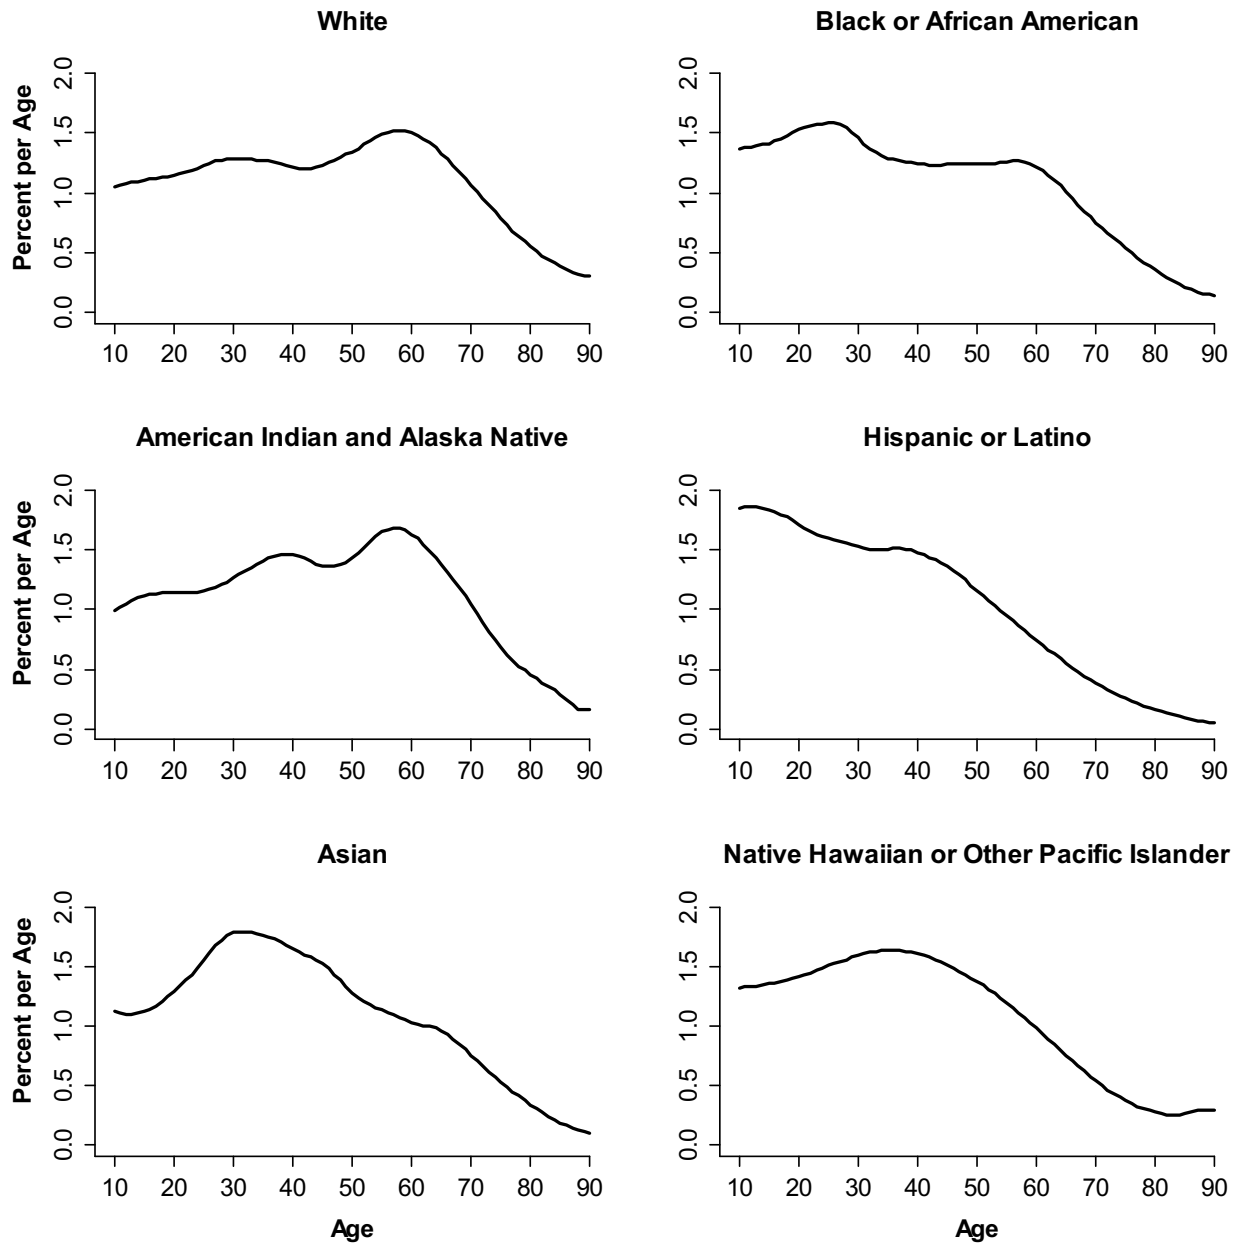 White
Black or African American
Percent per Age
2.0
1.5
1.0
0.5
0.0
10 20 30 40 50 60 70 80 90
2.0
1.5
1.0
0.5
0.0
10 20 30 40 50 60 70 80 90
American Indian and Alaska Native
Hispanic or Latino
Percent per Age
2.0
1.5
1.0
0.5
0.0
10 20 30 40 50 60 70 80 90
2.0
1.5
1.0
0.5
0.0
10 20 30 40 50 60 70 80 90
Asian
Native Hawaiian or Other Pacific Islander
Percent per Age
2.0
1.5
1.0
0.5
0.0
10 20 30 40 50 60 70 80 90
Age
2.0
1.5
1.0
0.5
0.0
10 20 30 40 50 60 70 80 90
Age